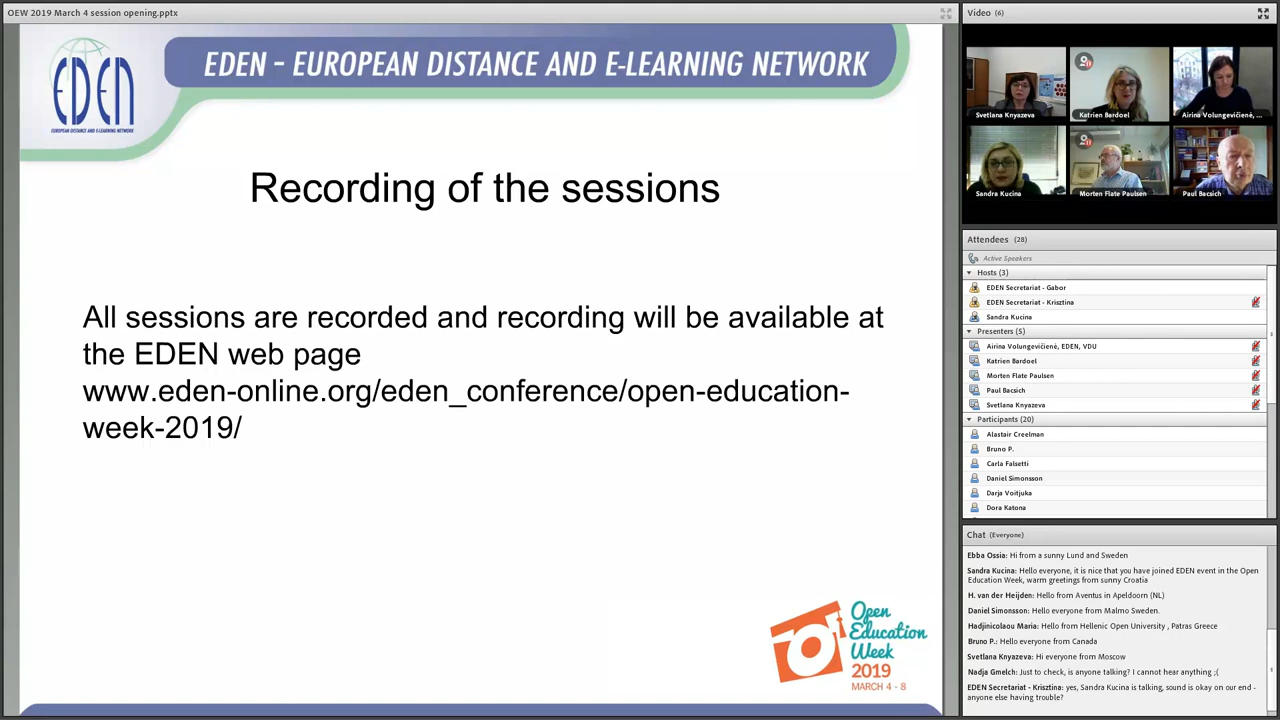 OEW 2019 March 4 session opening.pptx
EDEN
EUROPEAN DISTANCE AND E-LEARNING NETWORK
EDEN - EUROPEAN DISTANCE AND E-LEARNING NETWORK
Recording of the sessions
All sessions are recorded and recording will be available at
the EDEN web page
www.eden-online.org/eden_conference/open-education-
week-2019/
Open
Education
Week
2019
MARCH 4 - 8
Video (6)
Svetlana Knyazeva
Katrien Bardoel
Airina Volungevičienė, ...
Sandra Kucina
Morten Flate Paulsen
Paul Bacsich
Attendees (28)
Active Speakers
Hosts (3)
EDEN Secretariat - Gabor
EDEN Secretariat - Krisztina
Sandra Kucina
Presenters (5)
Airina Volungevičienė, EDEN, VDU
Katrien Bardoel
Morten Flate Paulsen
Paul Bacsich
Svetlana Knyazeva
Participants (20)
Alastair Creelman
Bruno P.
Carla Falsetti
Daniel Simonsson
Darja Voitjuka
Dora Katona
Chat (Everyone)
Ebba Ossia: Hi from a sunny Lund and Sweden
Sandra Kucina: Hello everyone, it is nice that you have joined EDEN event in the Open
Education Week, warm greetings from sunny Croatia
H. van der Heijden: Hello from Aventus in Apeldoorn (NL)
Daniel Simonsson: Hello everyone from Malmo Sweden.
Hadjinicolaou Maria: Hello from Hellenic Open University , Patras Greece
Bruno P.: Hello everyone from Canada
Svetlana Knyazeva: Hi everyone from Moscow
Nadja Gmelch: Just to check, is anyone talking? I cannot hear anything ;(
EDEN Secretariat - Krisztina: yes, Sandra Kucina is talking, sound is okay on our end -
anyone else having trouble?